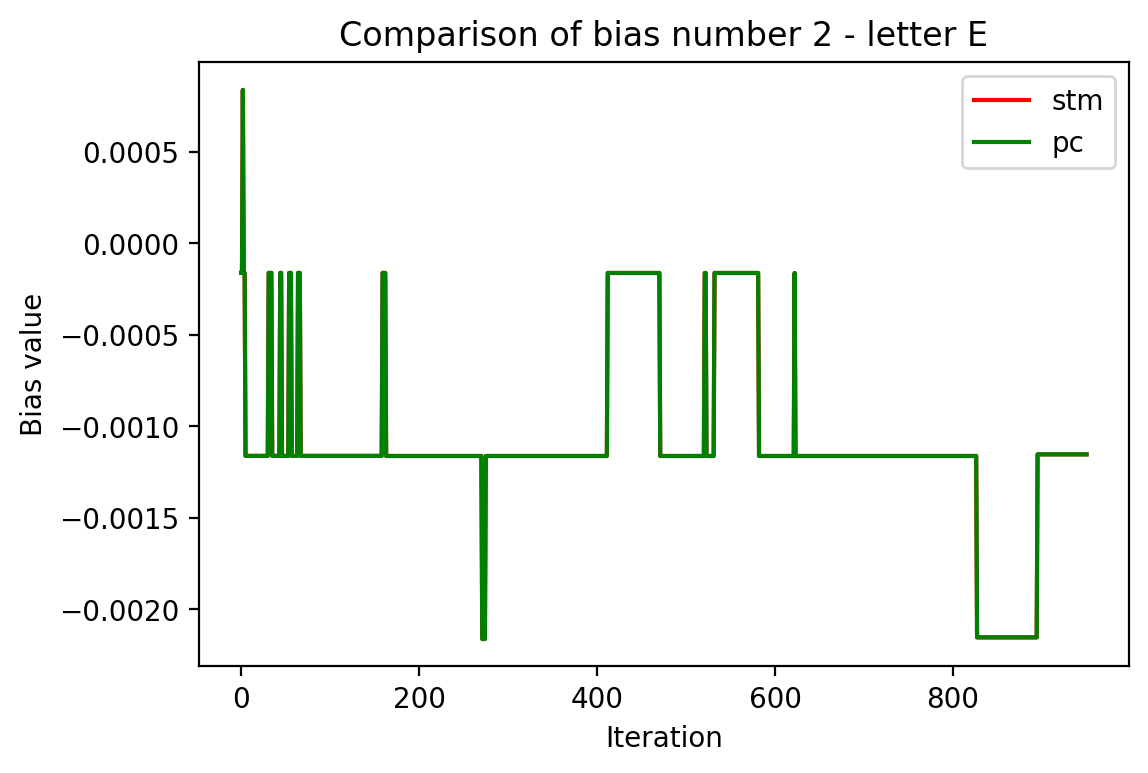 Comparison of bias number 2 - letter E
stm
pc
0.0005
0.0000
−0.0005
−0.0010
−0.0015
−0.0020
Bias value
0 200 400 600 800
Iteration